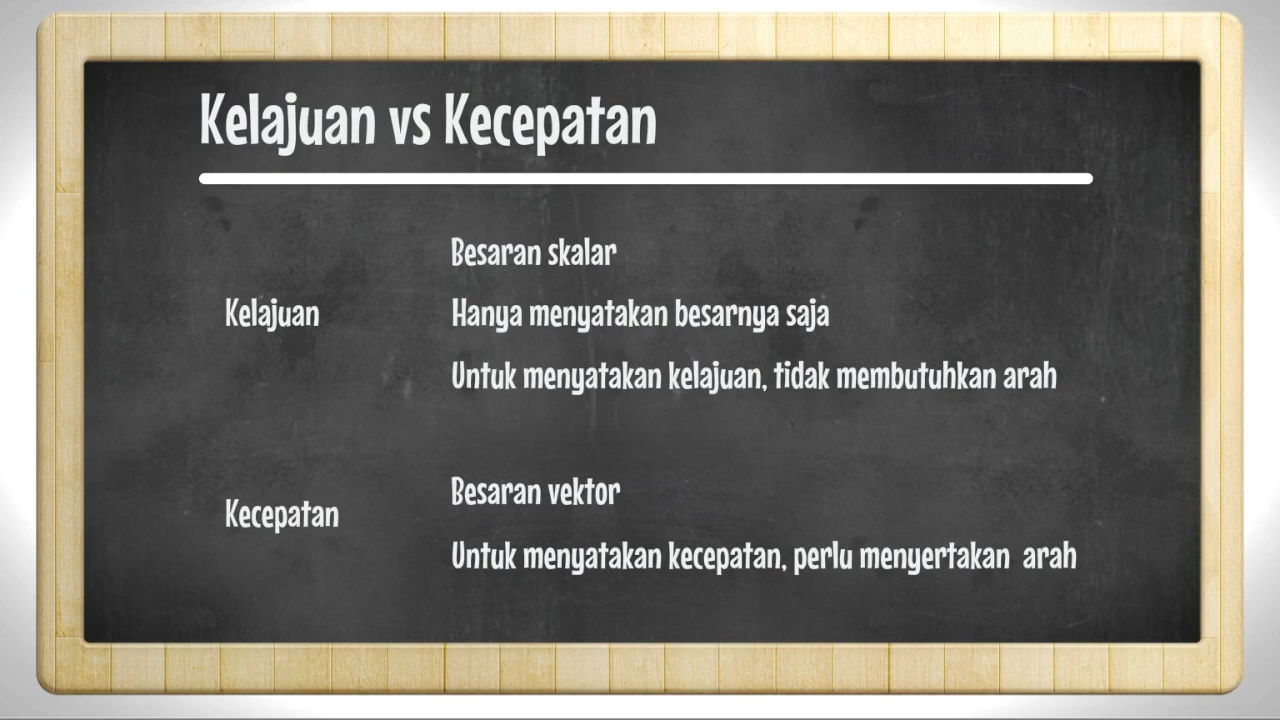 Kelajuan vs Kecepatan
Besaran skalar
Kelajuan
Hanya menyatakan besarnya saja
Untuk menyatakan kelajuan, tidak membutuhkan arah
Besaran vektor
Kecepatan
Untuk menyatakan kecepatan, perlu menyertakan arah